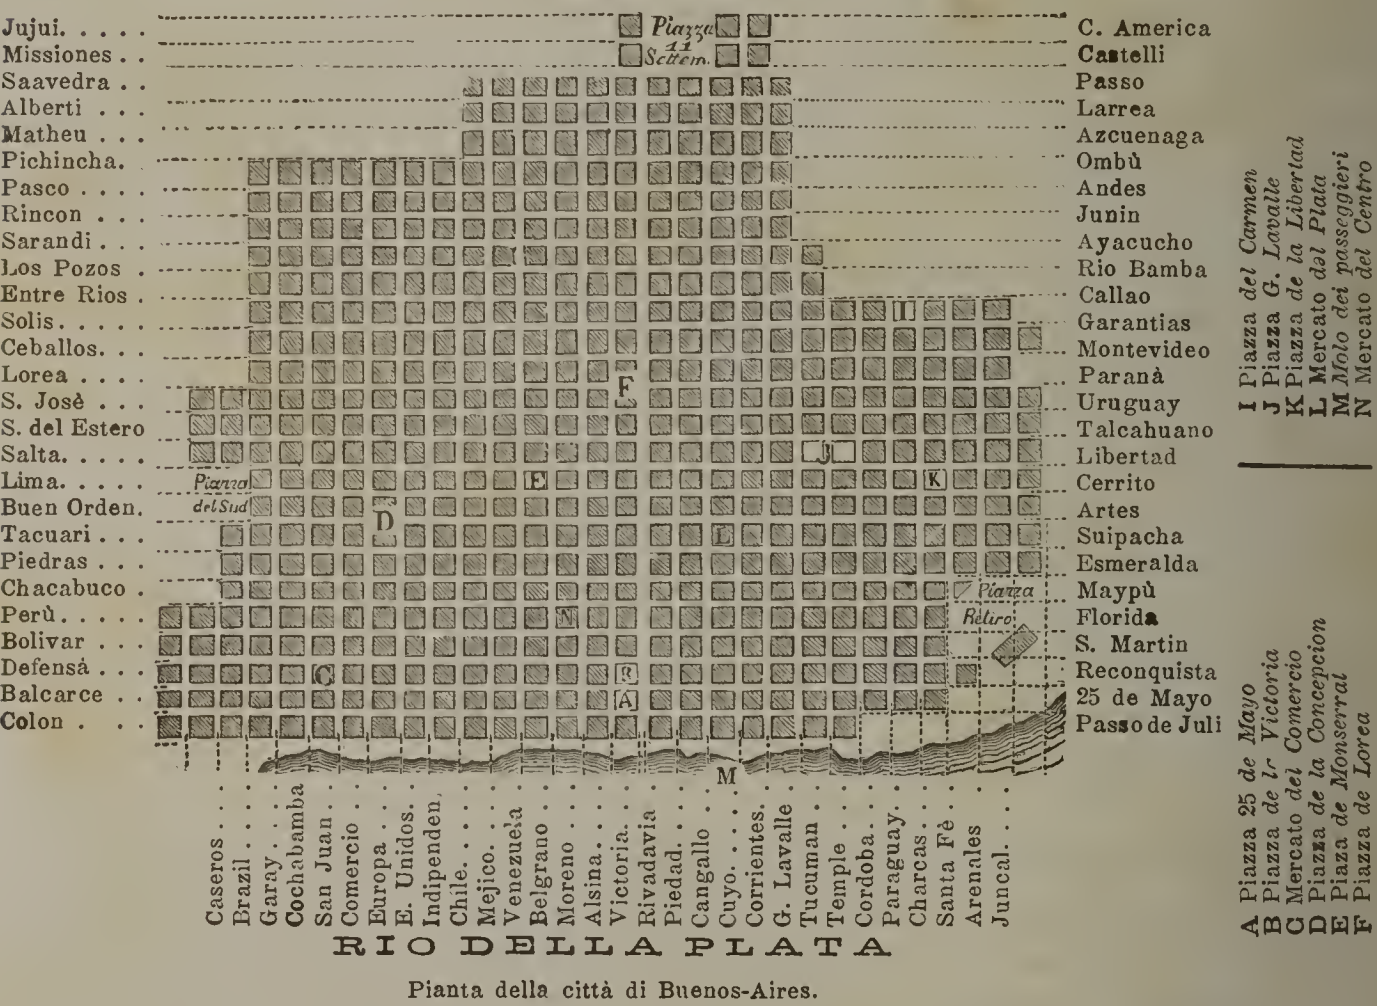 Jujui. . . . .
Missiones . .
Saavedra . .
Alberti . . .
Matheu . . .
Pichincha.
Pasco . . . .
Rincon . . .
Sarandi . . .
Los Pozos .
Entre Rios .
Solis. . . . .
Ceballos. . .
Lorea . . . .
S. Josè . . .
S. del Estero
Salta. . . . .
Lima. . . . .
Buen Orden.
Tacuari . . .
Piedras . . .
Chacabuco .
Perù. . . . .
Bolivar . . .
Defensà . . .
Balcarce . .
Colon . . .
Piazza
11
Settem.
I
F
J
Piazza
del Sud
E
K
D
L
Piazza
Retiro
N
C
B
A
M
C. America
Castelli
Passo
Larrea
Azcuenaga
Ombù
Andes
Junin
Ayacucho
Rio Bamba
Callao
Garantias
Montevideo
Paranà
Uruguay
Talcahuano
Libertad
Cerrito
Artes
Suipacha
Esmeralda
Maypù
Florida
S. Martin
Reconquista
25 de Mayo
Passo de Juli
Caseros . . .
Brazil. . . .
Garay. . . .
Cochabamba
San Juan . .
Comercio . .
Europa . . .
E. Unidos. .
Indipenden.
Chile. . . . .
Mejico. . . .
Venezuela
Belgrano
Moreno . . .
Alsina. . . .
Victoria. . .
Rivadavia
Piedad. . . .
Cangallo . .
Cuyo. . . . .
Corrientes. .
G. Lavalle .
Tucuman . .
Temple . . .
Cordoba. . .
Paraguay. .
Charcas. . .
Santa Fè . .
Arenales
Juncal. . . .
RIO DELLA PLATA
Pianta della città di Buenos-Aires.
A Piazza 25 de Mayo
B Piazza de lr Victoria
C Mercato del Comercio
D Piazza de la Concepcion
E Piaza de Monserral
F Piazza de Lorea
I Piazza del Carmen
J Piazza G. Lavalle
K Piazza de la Libertad
L Mercato dal Plata
M Molo dei passeggieri
N Mercato del Centro